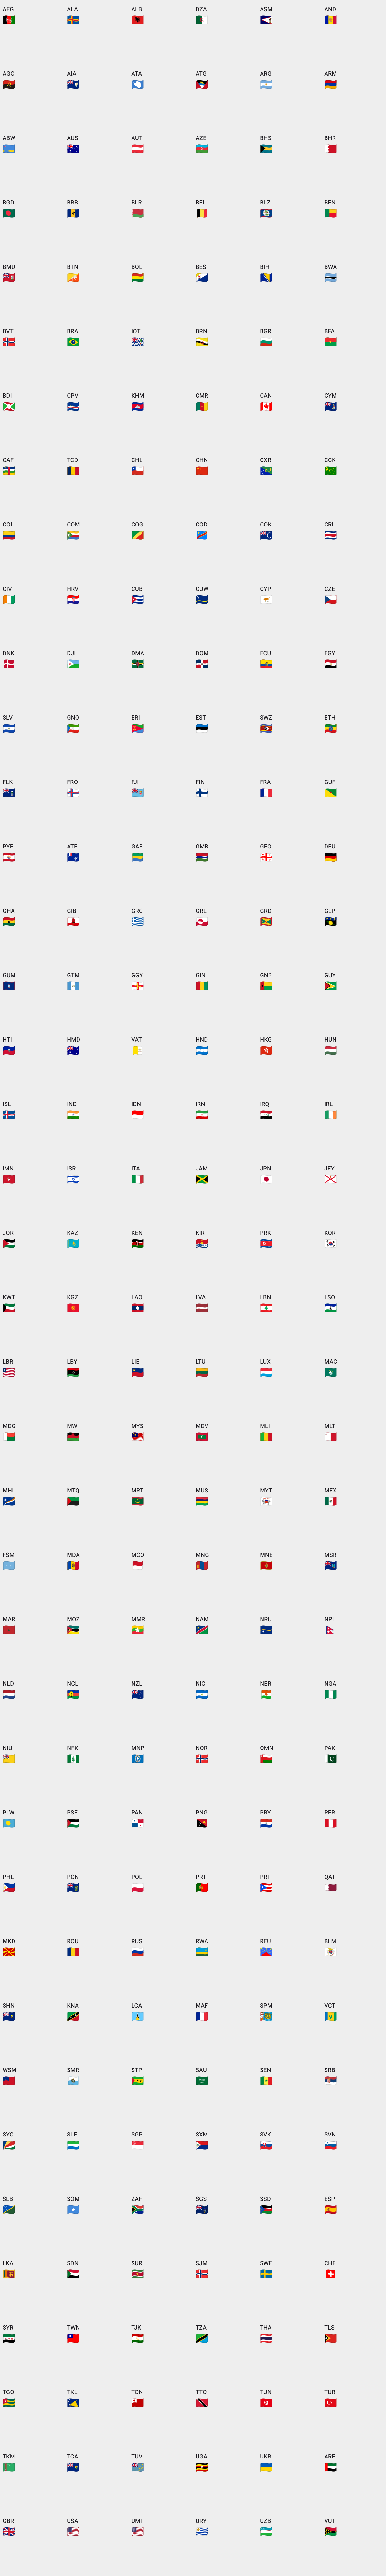 AFG ALA ALB DZA ASM AND
AGO AIA ATA ATG ARG ARM
ABW AUS AUT AZE BHS BHR
BGD BRB BLR BEL BLZ BEN
BMU BTN BOL BES BIH BWA
BVT BRA IOT BRN BGR BFA
BDI CPV KHM CMR CAN CYM
CAF TCD CHL CHN CXR CCK
COL COM COG COD COK CRI
CIV HRV CUB CUW CYP CZE
DNK DJI DMA DOM ECU EGY
SLV GNQ ERI EST SWZ ETH
FLK FRO FJI FIN FRA GUF
PYF ATF GAB GMB GEO DEU
GHA GIB GRC GRL GRD GLP
GUM GTM GGY GIN GNB GUY
HTI HMD VAT HND HKG HUN
ISL IND IDN IRN IRQ IRL
IMN ISR ITA JAM JPN JEY
JOR KAZ KEN KIR PRK KOR
KWT KGZ LAO LVA LBN LSO
LBR LBY LIE LTU LUX MAC
MDG MWI MYS MDV MLI MLT
MHL MTQ MRT MUS MYT MEX
FSM MDA MCO MNG MNE MSR
MAR MOZ MMR NAM NRU NPL
NLD NCL NZL NIC NER NGA
NIU NFK MNP NOR OMN PAK
PLW PSE PAN PNG PRY PER
PHL PCN POL PRT PRI QAT
MKD ROU RUS RWA REU BLM
SHN KNA LCA MAF SPM VCT
WSM SMR STP SAU SEN SRB
SYC SLE SGP SXM SVK SVN
SLB SOM ZAF SGS SSD ESP
LKA SDN SUR SJM SWE CHE
SYR TWN TJK TZA THA TLS
TGO TKL TON TTO TUN TUR
TKM TCA TUV UGA UKR ARE
GBR USA UMI URY UZB VUT